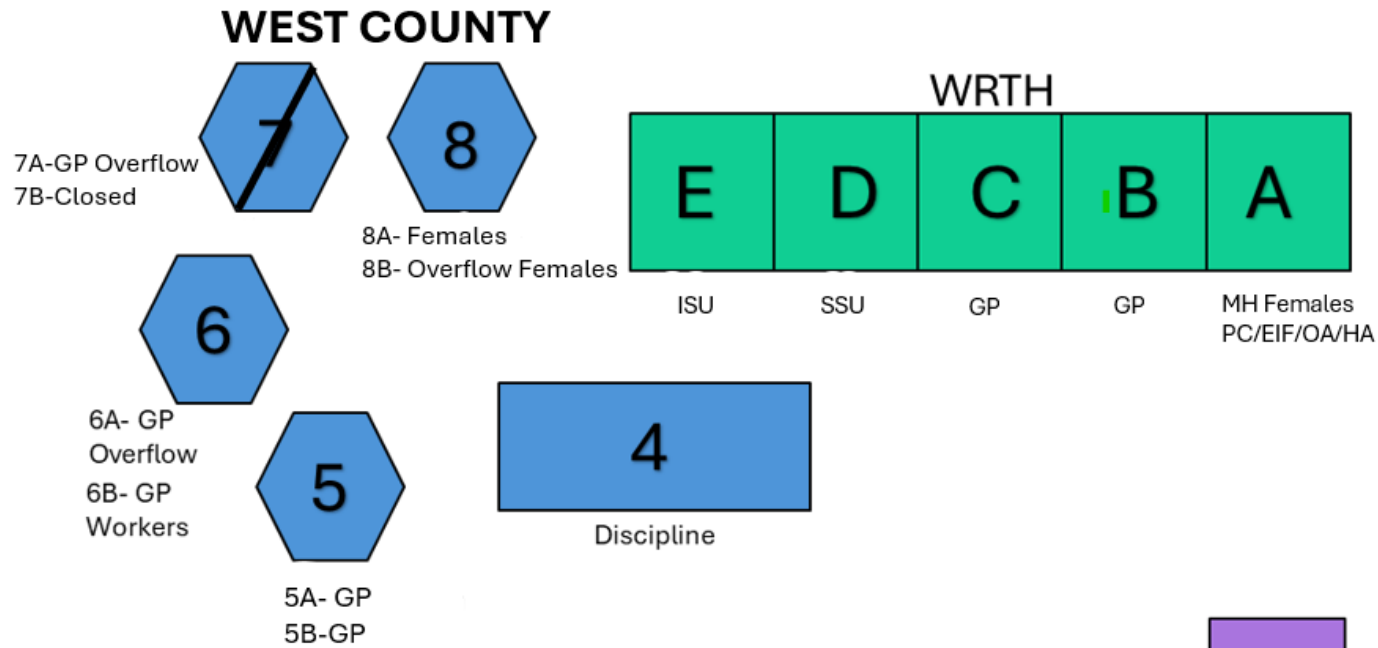 WEST COUNTY
7
8
7A-GP Overflow
7B-Closed
8A- Females
8B- Overflow Females
WRTH
E D C B A
ISU SSU GP GP MH Females
PC/EIF/OA/HA
6
6A- GP
Overflow
6B- GP
Workers
5
5A- GP
5B-GP
4
Discipline